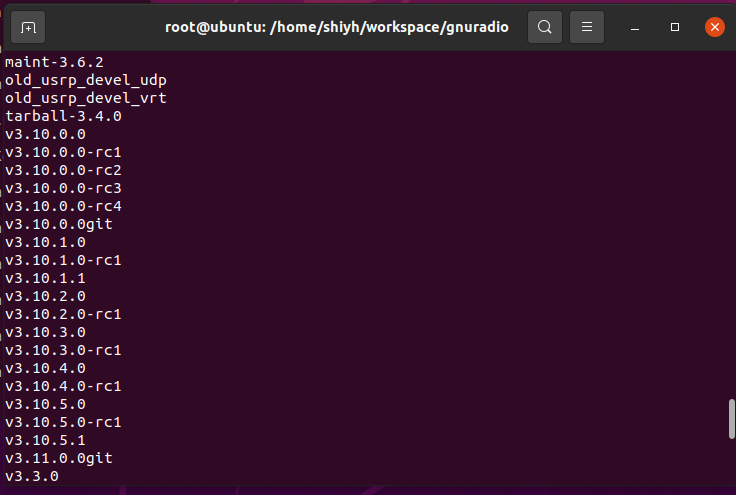 root@ubuntu: /home/shiyh/workspace/gnuradio
maint-3.6.2
old_usrp_devel_udp
old_usrp_devel_vrt
tarball-3.4.0
v3.10.0.0
v3.10.0.0-rc1
v3.10.0.0-rc2
v3.10.0.0-rc3
v3.10.0.0-rc4
v3.10.0.0git
v3.10.1.0
v3.10.1.0-rc1
v3.10.1.1
v3.10.2.0
v3.10.2.0-rc1
v3.10.3.0
v3.10.3.0-rc1
v3.10.4.0
v3.10.4.0-rc1
v3.10.5.0
v3.10.5.0-rc1
v3.10.5.1
v3.11.0.0git
v3.3.0